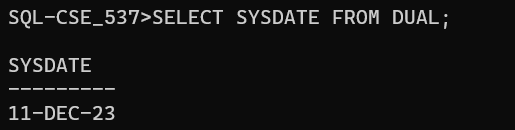 SQL-CSE_537>SELECT SYSDATE FROM DUAL;
SYSDATE
---------
11-DEC-23